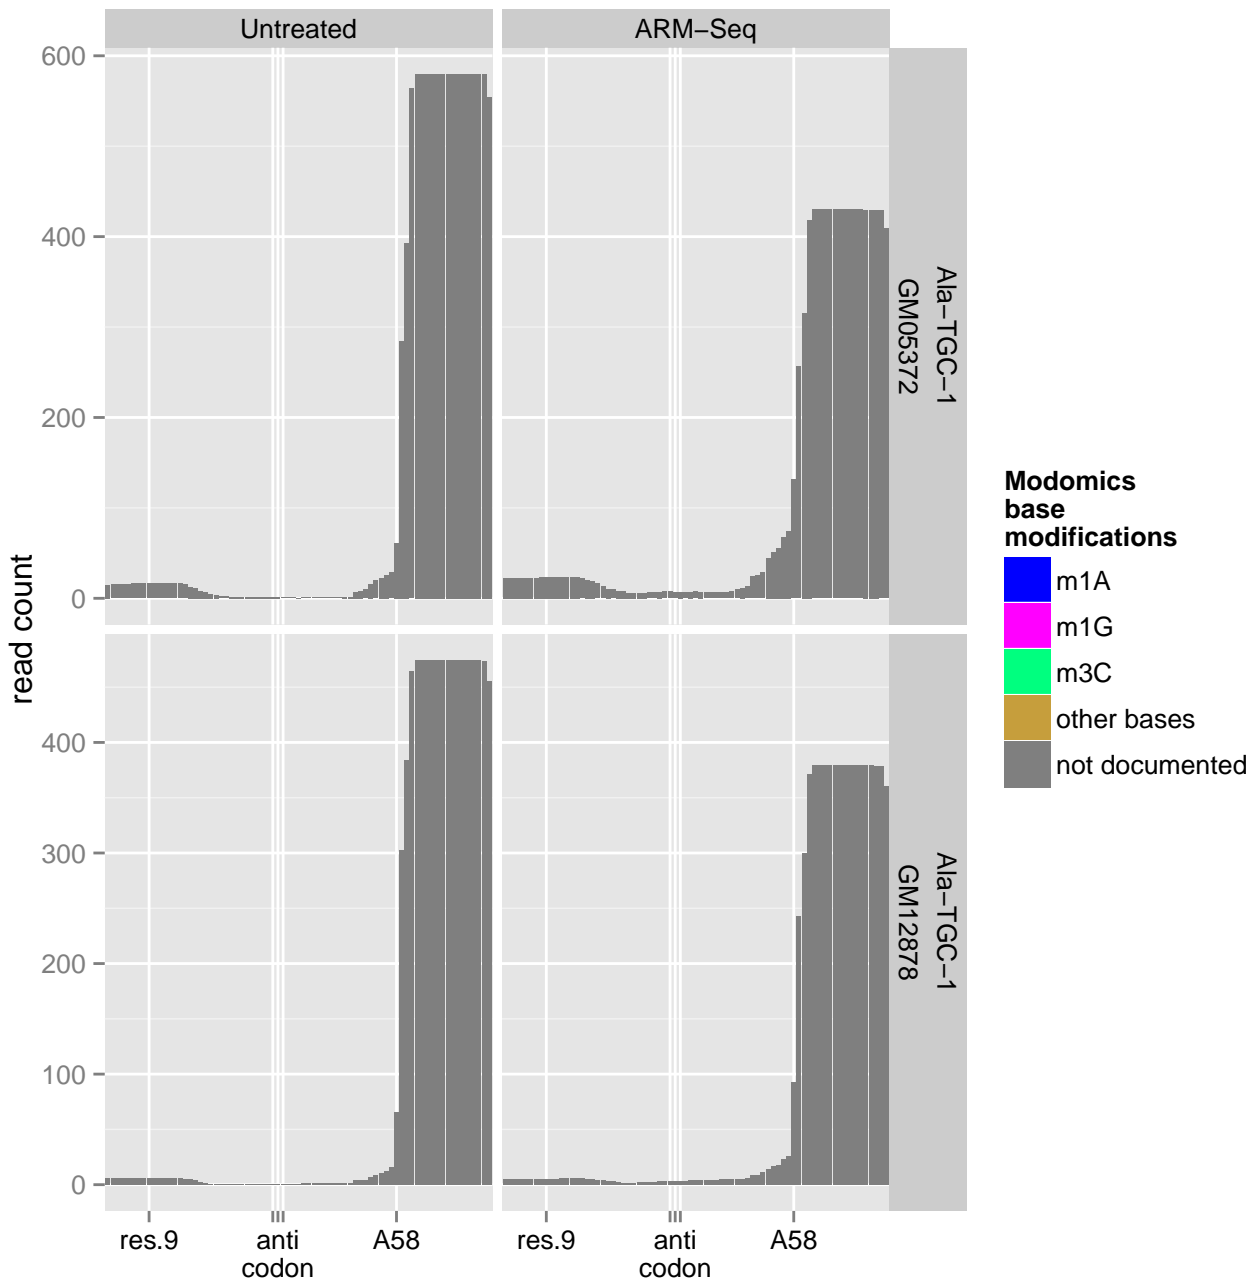 Untreated
ARM−Seq
600
400
200
0
Ala−TGC−1
GM05372
read count
400
300
200
100
0
Ala−TGC−1
GM12878
res.9
anti
codon
A58
res.9
anti
codon
A58
Modomics
base
modifications
m1A
m1G
m3C
other bases
not documented